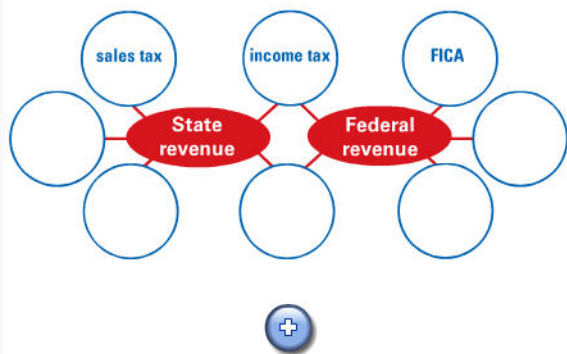 sales tax
income tax
FICA
State
revenue
Federal
revenue